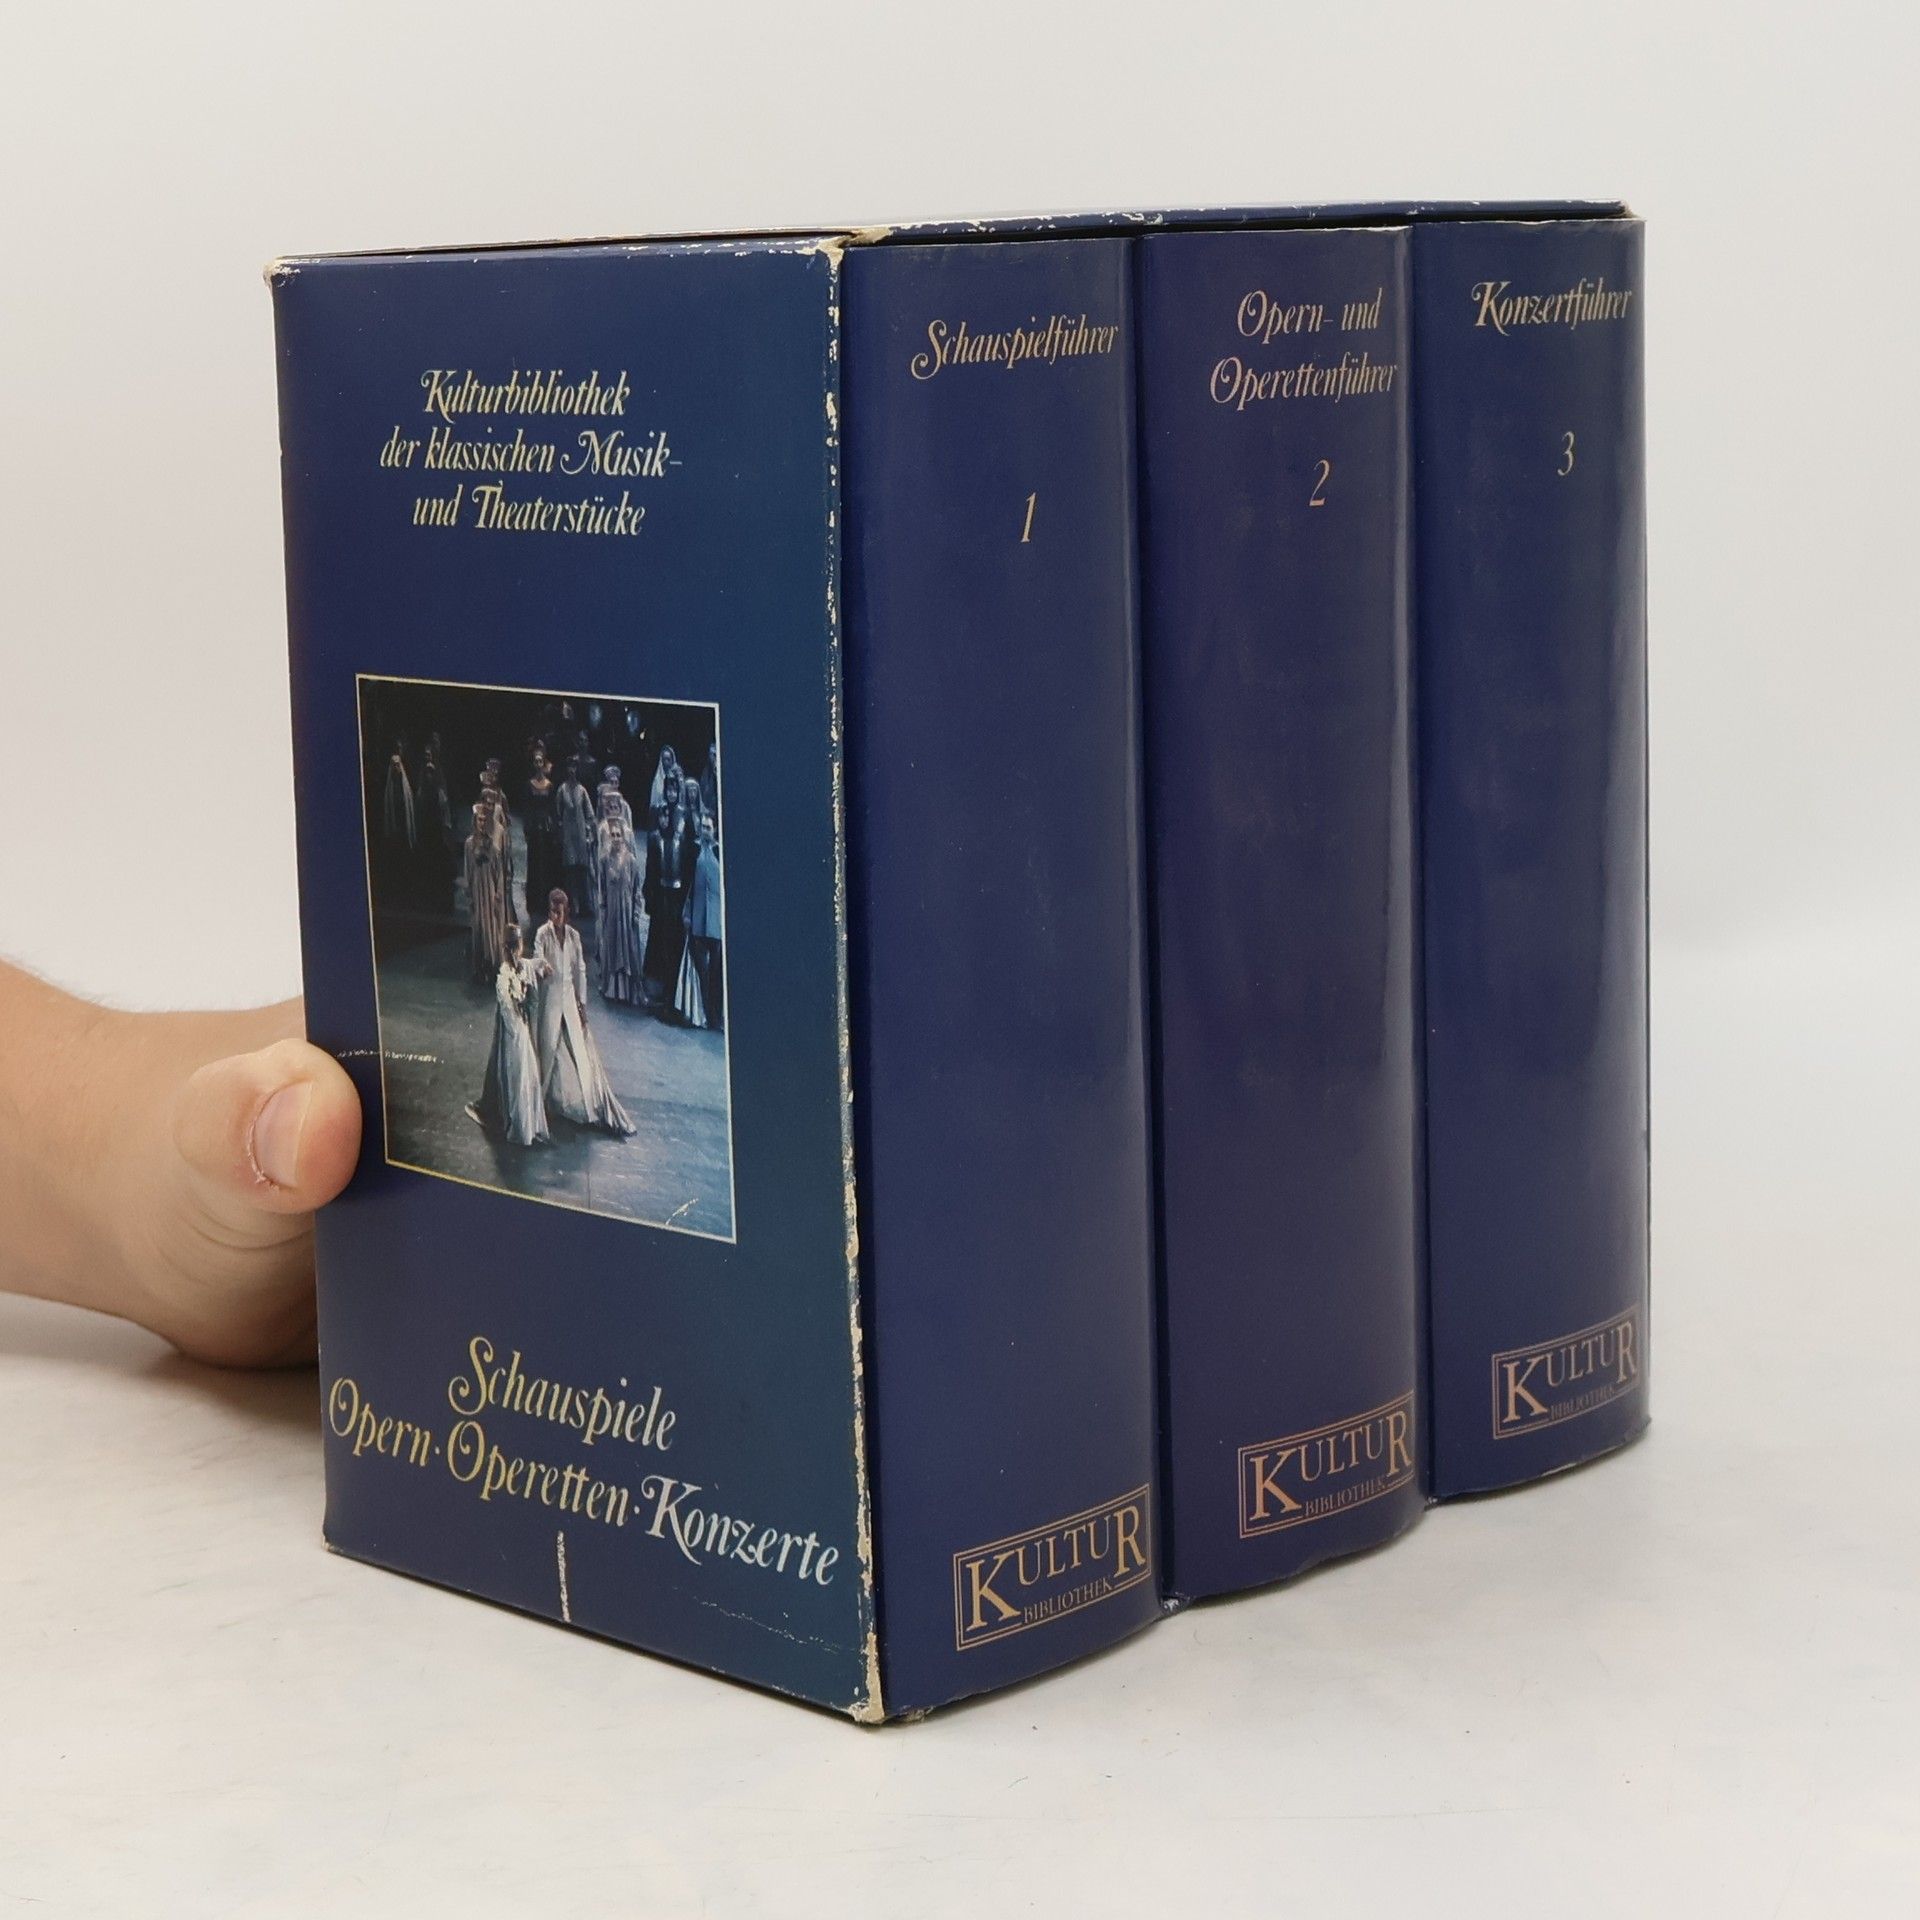 Kulturbibliothek
der klassischen Musik-
und Theaterstücke
Schauspiele
Opern·Operetten·Konzerte
Schauspielführer
1
KULTUR
BIBLIOTHEK
Opern- und
Operettenführer
2
KULTUR
BIBLIOTHEK
Konzertführer
3
KULTUR
BIBLIOTHEK